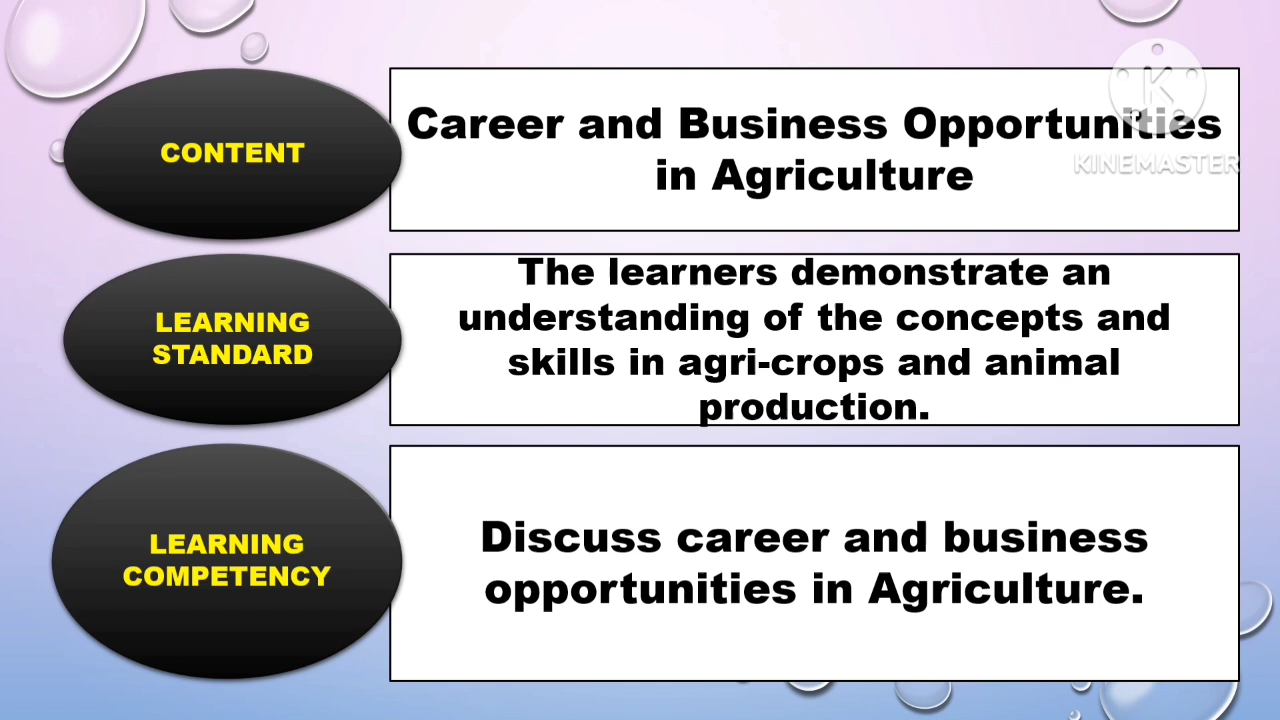 CONTENT
Career and Business Opportunities
in Agriculture
K
KINEMASTER
LEARNING
STANDARD
The learners demonstrate an
understanding of the concepts and
skills in agri-crops and animal
production.
LEARNING
COMPETENCY
Discuss career and business
opportunities in Agriculture.